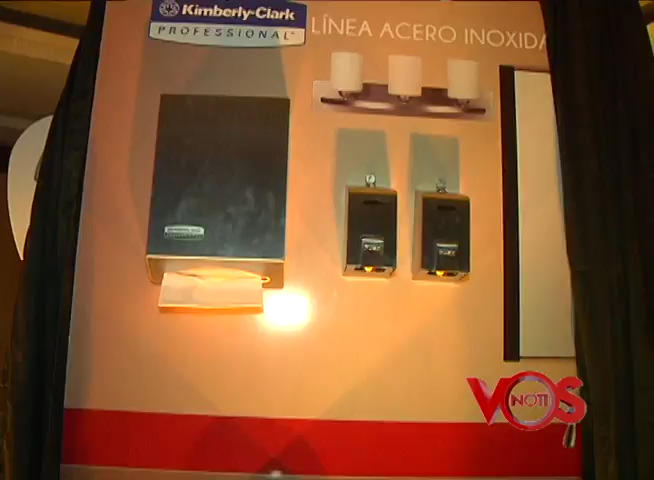 Kimberly-Clark
PROFESSIONAL
LÍNEA ACERO INOXIDA
VOS
NOTI